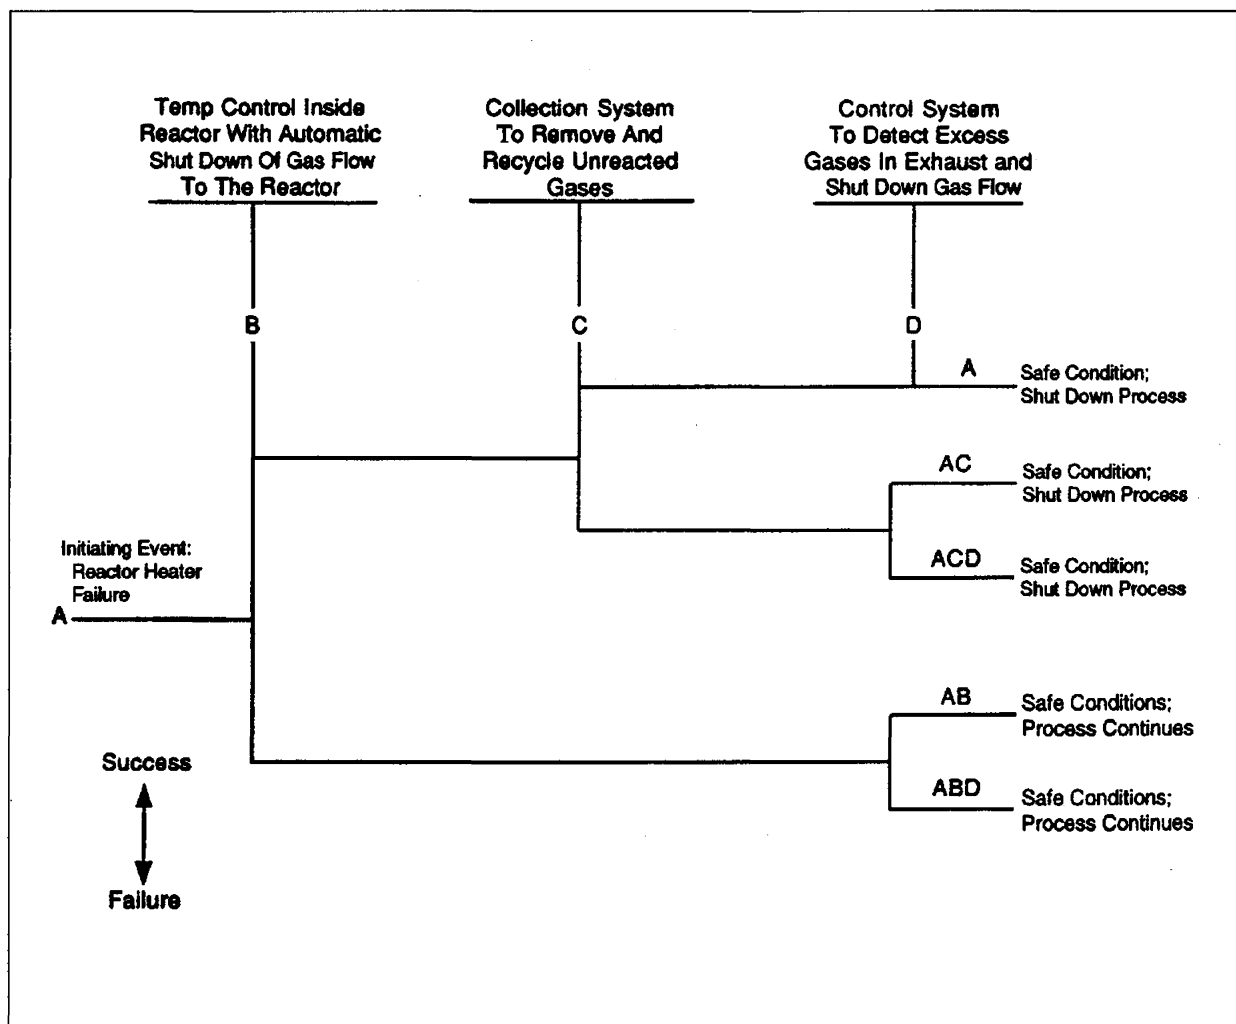 Temp Control Inside
Reactor With Automatic
Shut Down Of Gas Flow
To The Reactor
Collection System
To Remove And
Recycle Unreacted
Gases
Control System
To Detect Excess
Gases In Exhaust and
Shut Down Gas Flow
B
C
D
A
Safe Condition;
Shut Down Process
AC
Safe Condition;
Shut Down Process
ACD
Safe Condition;
Shut Down Process
Initiating Event:
Reactor Heater
Failure
A
AB
Safe Conditions;
Process Continues
ABD
Safe Conditions;
Process Continues
Success
Failure